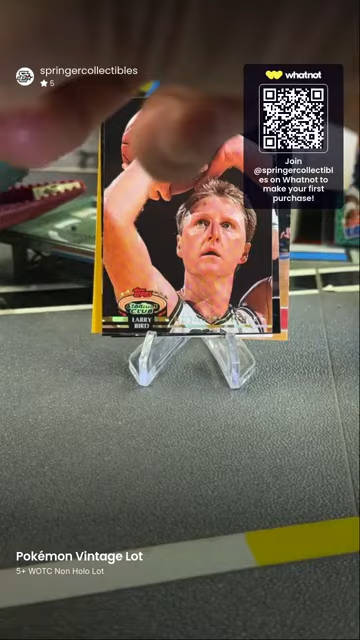 springercollectibles
★ 5
whatnot
Join
@springercollectibl
es on Whatnot to
make your first
purchase!
Topps
STADIUM
CLUB
LARRY
BIRD
Pokémon Vintage Lot
5+ WOTC Non Holo Lot